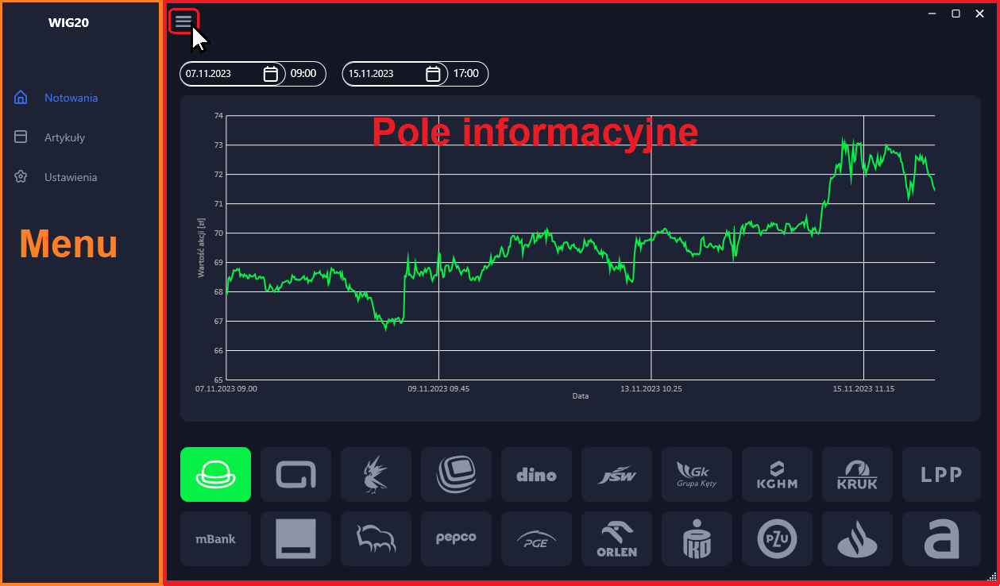 WIG20
Notowania
Artykuły
Ustawienia
Menu
07.11.2023 09:00 15.11.2023 17:00
Pole informacyjne
74
73
72
71
70
69
68
67
66
65
Wartość akcji [zł]
07.11.2023 09.00 09.11.2023 09.45 13.11.2023 10.25 15.11.2023 11.15
Data
dino JSW Gk Grupa Kęty KGHM KRUK LPP
mBank pepco PGE ORLEN PZU a